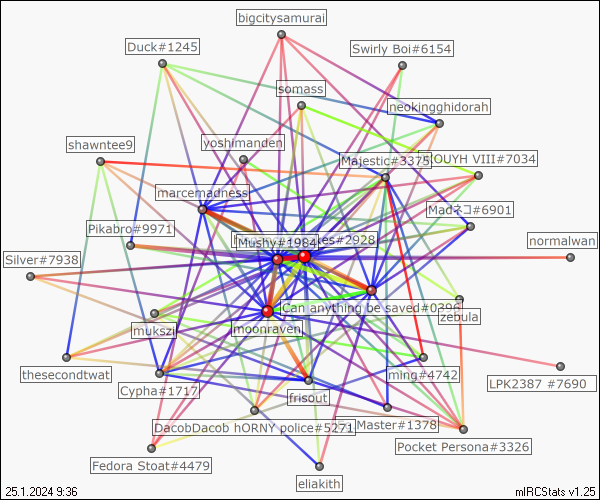 bigcitysamurai
Duck#1245
Swirly Boi#6154
somass
neokingghidorah
shawntee9
yoshimanden
Majestic#3375
OUYH VIII#7034
marcemadness
Madネコ#6901
Pikabro#9971
Mushy#1984
es#2928
normalwan
Silver#7938
Can anything be saved#0
zebula
mukszi
moonraven
thesecondtwat
ming#4742
Cypha#1717
frisout
LPK2387 #7690
DacobDacob hORNY police#5271
Master#1378
Pocket Persona#3326
Fedora Stoat#4479
eliakith
25.1.2024 9:36
mIRCStats v1.25